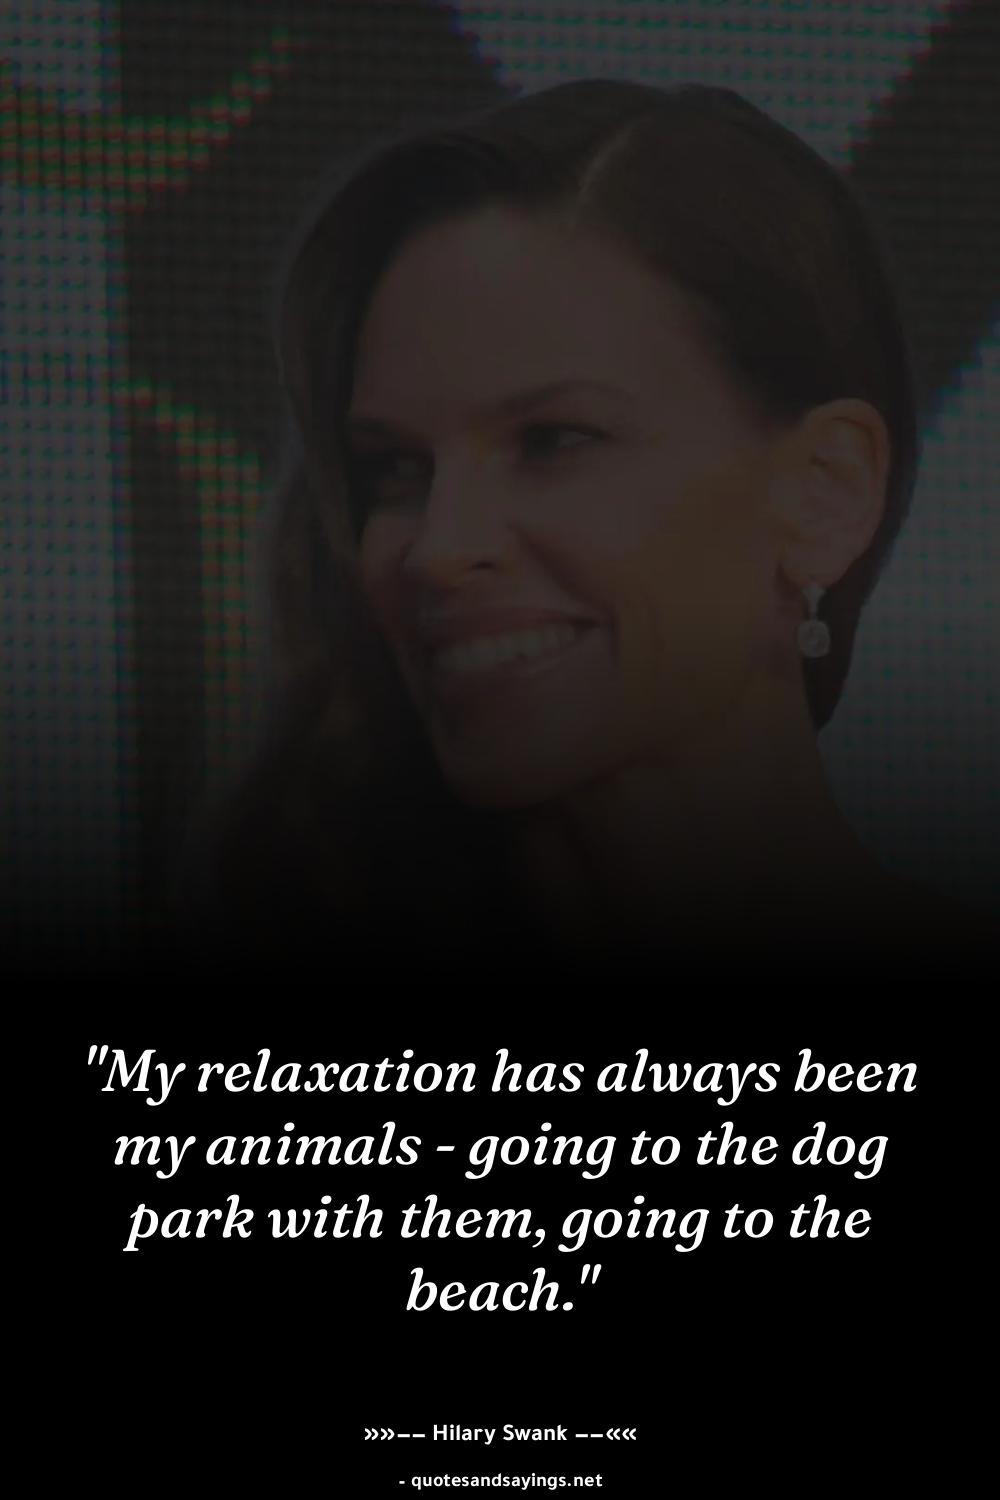 "My relaxation has always been
my animals - going to the dog
park with them, going to the
beach."
»»−− Hilary Swank −−««
- quotesandsayings.net